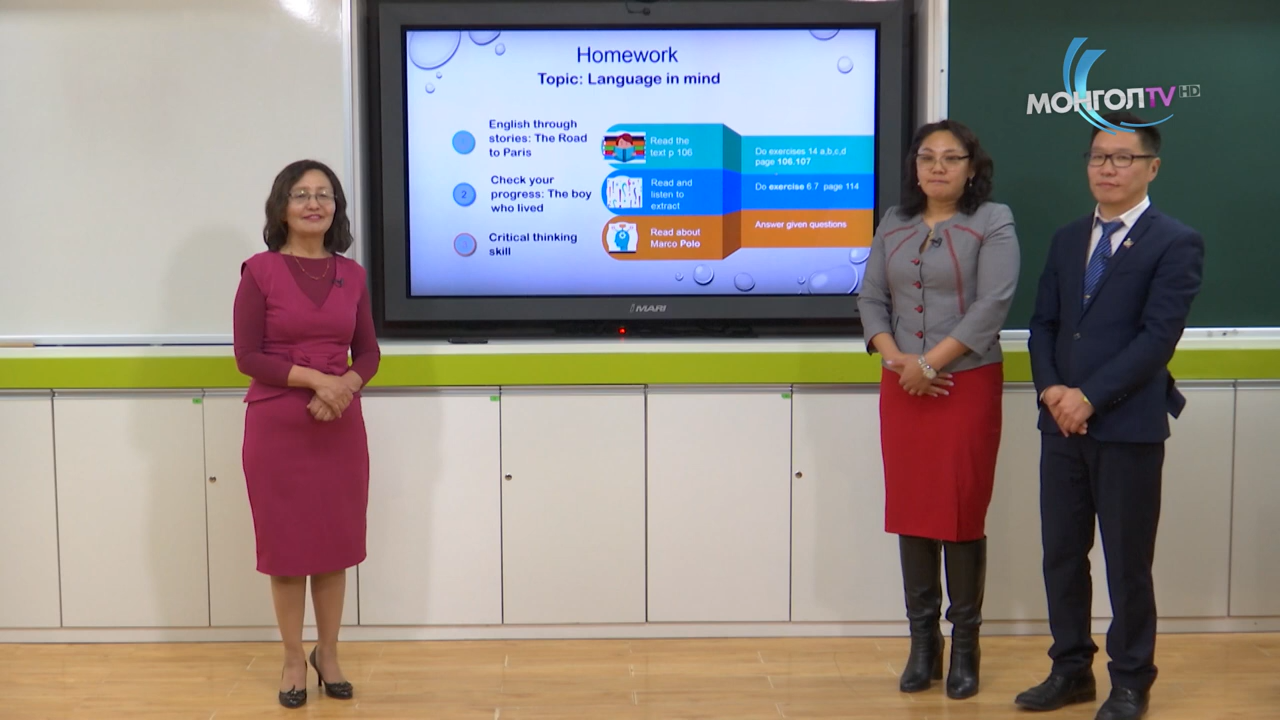 Homework
Topic: Language in mind
English through
stories: The Road
to Paris
Read the
text p 106
Do exercises 14 a,b,c,d
page 106.107
2
Check your
progress: The boy
who lived
Read and
listen to
extract
Do exercise 6.7 page 114
Critical thinking
skill
Read about
Marco Polo
Answer given questions
MARI
МОНГОЛTV HD